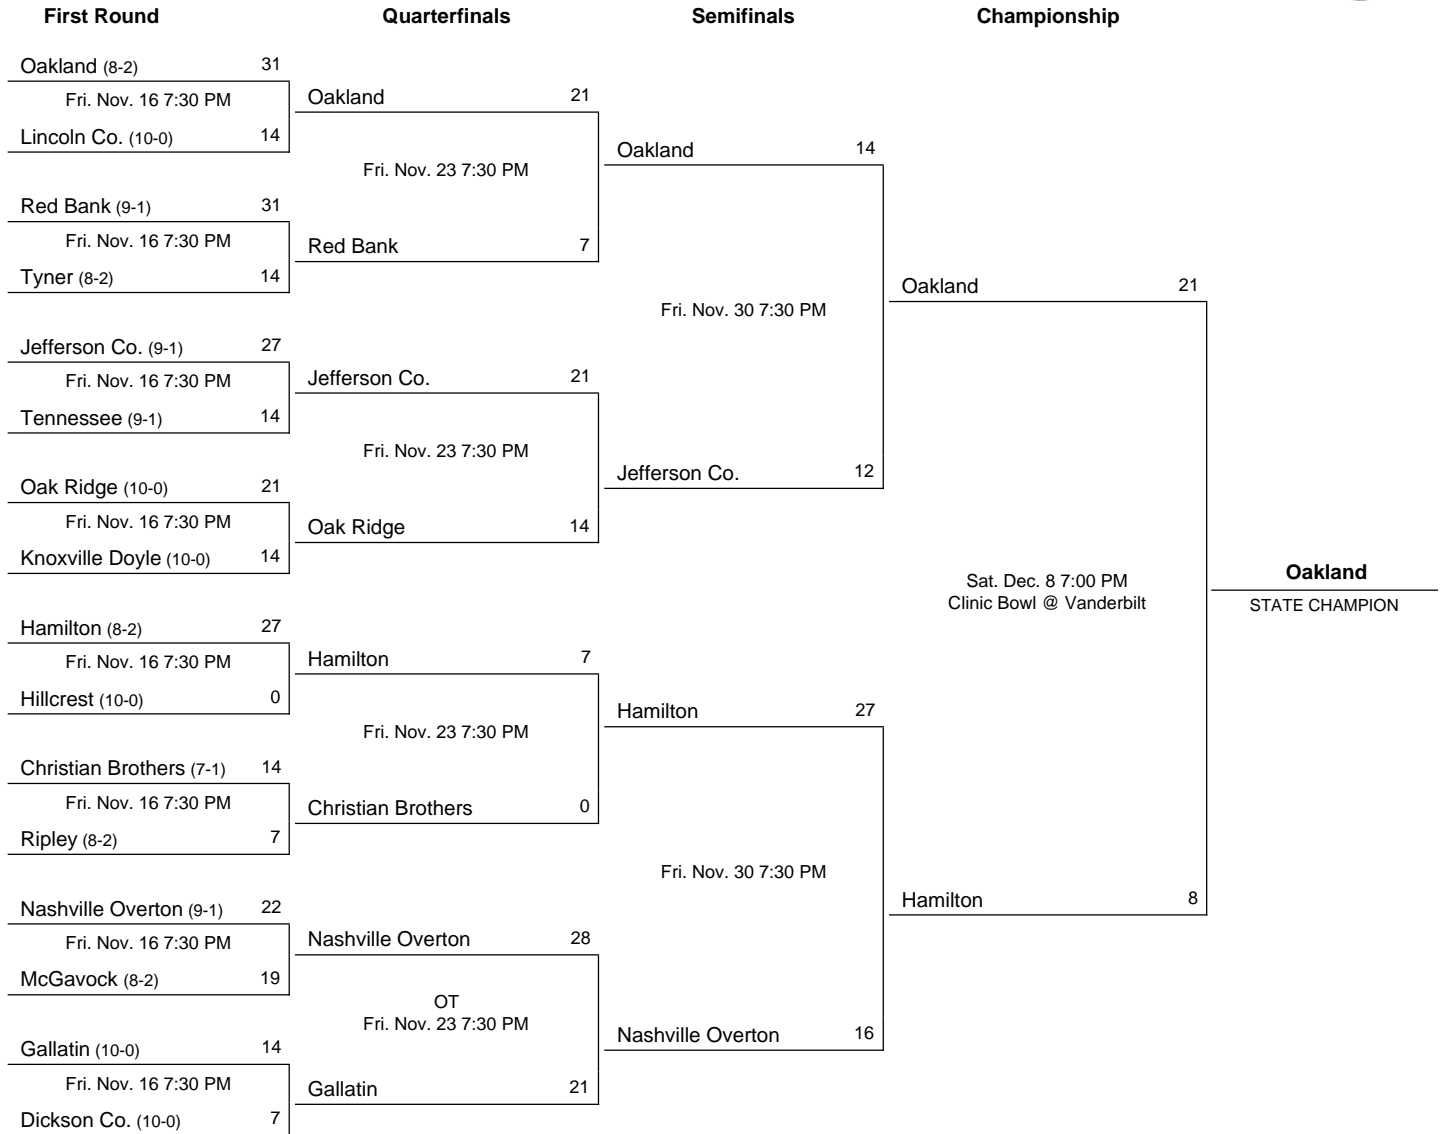 First Round Quarterfinals Semifinals Championship
Oakland (8-2) 31
Fri. Nov. 16 7:30 PM
Lincoln Co. (10-0) 14
Red Bank (9-1) 31
Fri. Nov. 16 7:30 PM
Tyner (8-2) 14
Jefferson Co. (9-1) 27
Fri. Nov. 16 7:30 PM
Tennessee (9-1) 14
Oak Ridge (10-0) 21
Fri. Nov. 16 7:30 PM
Knoxville Doyle (10-0) 14
Hamilton (8-2) 27
Fri. Nov. 16 7:30 PM
Hillcrest (10-0) 0
Christian Brothers (7-1) 14
Fri. Nov. 16 7:30 PM
Ripley (8-2) 7
Nashville Overton (9-1) 22
Fri. Nov. 16 7:30 PM
McGavock (8-2) 19
Gallatin (10-0) 14
Fri. Nov. 16 7:30 PM
Dickson Co. (10-0) 7
Oakland 21
Fri. Nov. 23 7:30 PM
Red Bank 7
Jefferson Co. 21
Fri. Nov. 23 7:30 PM
Oak Ridge 14
Hamilton 7
Fri. Nov. 23 7:30 PM
Christian Brothers 0
Nashville Overton 28
OT
Fri. Nov. 23 7:30 PM
Gallatin 21
Oakland 14
Fri. Nov. 30 7:30 PM
Jefferson Co. 12
Hamilton 27
Fri. Nov. 30 7:30 PM
Nashville Overton 16
Oakland 21
Sat. Dec. 8 7:00 PM
Clinic Bowl @ Vanderbilt
Hamilton 8
Oakland
STATE CHAMPION